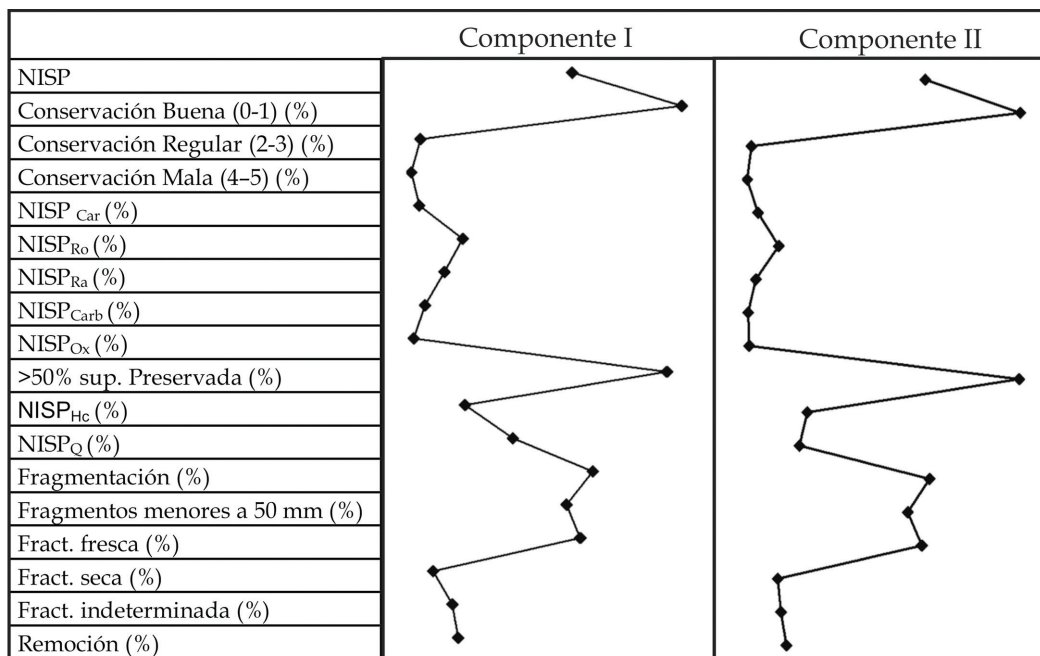 Componente I
Componente II
NISP
Conservación Buena (0-1) (%)
Conservación Regular (2-3) (%)
Conservación Mala (4–5) (%)
NISP Car (%)
NISPRo (%)
NISPRa (%)
NISPCarb (%)
NISPOx (%)
>50% sup. Preservada (%)
NISPHc (%)
NISPQ (%)
Fragmentación (%)
Fragmentos menores a 50 mm (%)
Fract. fresca (%)
Fract. seca (%)
Fract. indeterminada (%)
Remoción (%)